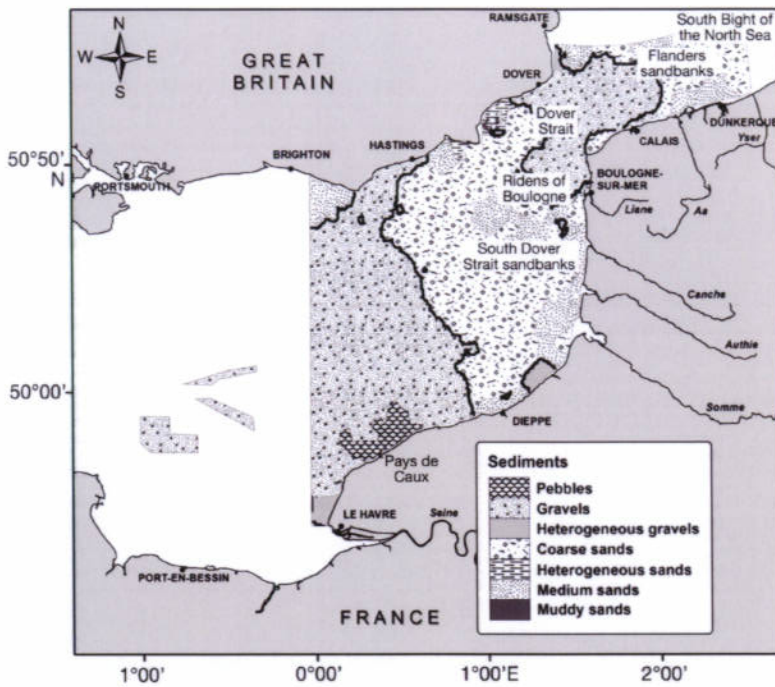 RAMSGATE
South Bight of
the North Sea
N
W E
S
GREAT
BRITAIN
Flanders
sandbanks
DOVER
Dover
Strait
DUNKERQUE
Yser
CALAIS
HASTINGS
50°50'
N
BRIGHTON
PORTSMOUTH
Ridens of
Boulogne
BOULOGNE-
SUR-MER
Liane
Aa
South Dover
Strait sandbanks
Canche
Authie
50°00'
Somme
DIEPPE
Pays de
Caux
Sediments
Pebbles
Gravels
Heterogeneous gravels
Coarse sands
Heterogeneous sands
Medium sands
Muddy sands
LE HAVRE
Seine
PORT-EN-BESSIN
FRANCE
1°00'
0°00'
1°00'E
2°00'